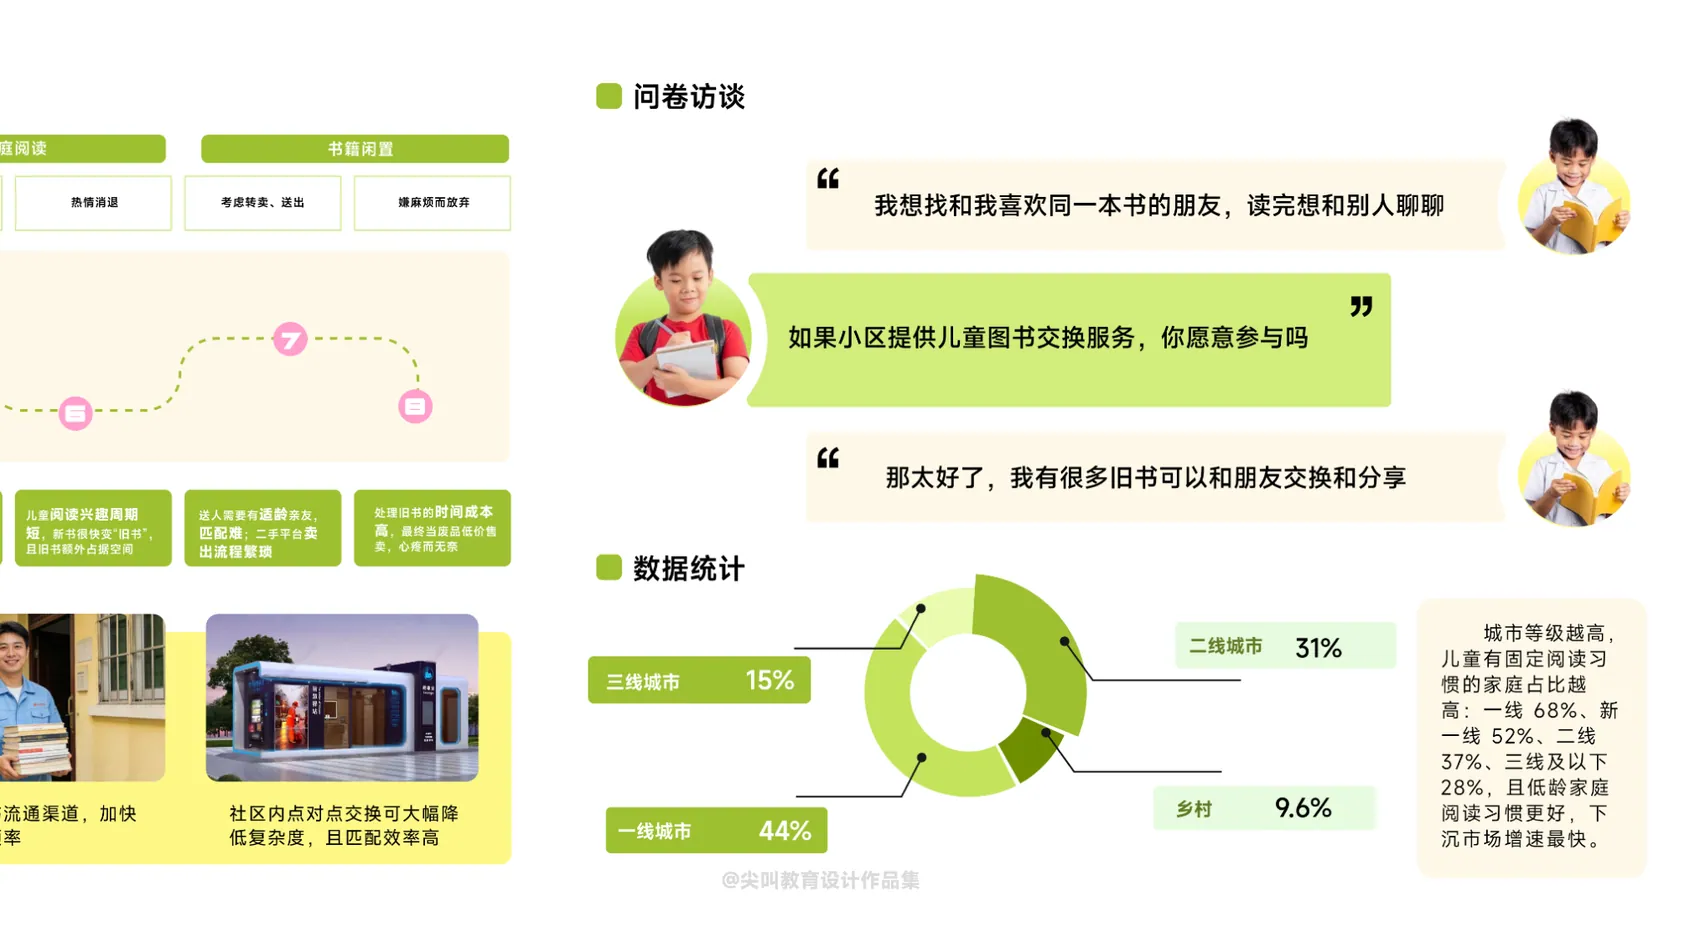 庭阅读
书籍闲置
热情消退
考虑转卖、送出
嫌麻烦而放弃
6
7
8
儿童阅读兴趣周期
短，新书很快变“旧书”，
且旧书额外占据空间
送人需要有适龄亲友，
匹配难；二手平台卖
出流程繁琐
处理旧书的时间成本
高，最终当废品低价售
卖，心疼而无奈
流通渠道，加快
率
社区内点对点交换可大幅降
低复杂度，且匹配效率高
问卷访谈
“
我想找和我喜欢同一本书的朋友，读完想和别人聊聊
如果小区提供儿童图书交换服务，你愿意参与吗
”
“
那太好了，我有很多旧书可以和朋友交换和分享
数据统计
三线城市 15%
二线城市 31%
一线城市 44%
乡村 9.6%
城市等级越高，
儿童有固定阅读习
惯的家庭占比越
高：一线 68%、新
一线 52%、二线
37%、三线及以下
28%，且低龄家庭
阅读习惯更好，下
沉市场增速最快。
@尖叫教育设计作品集